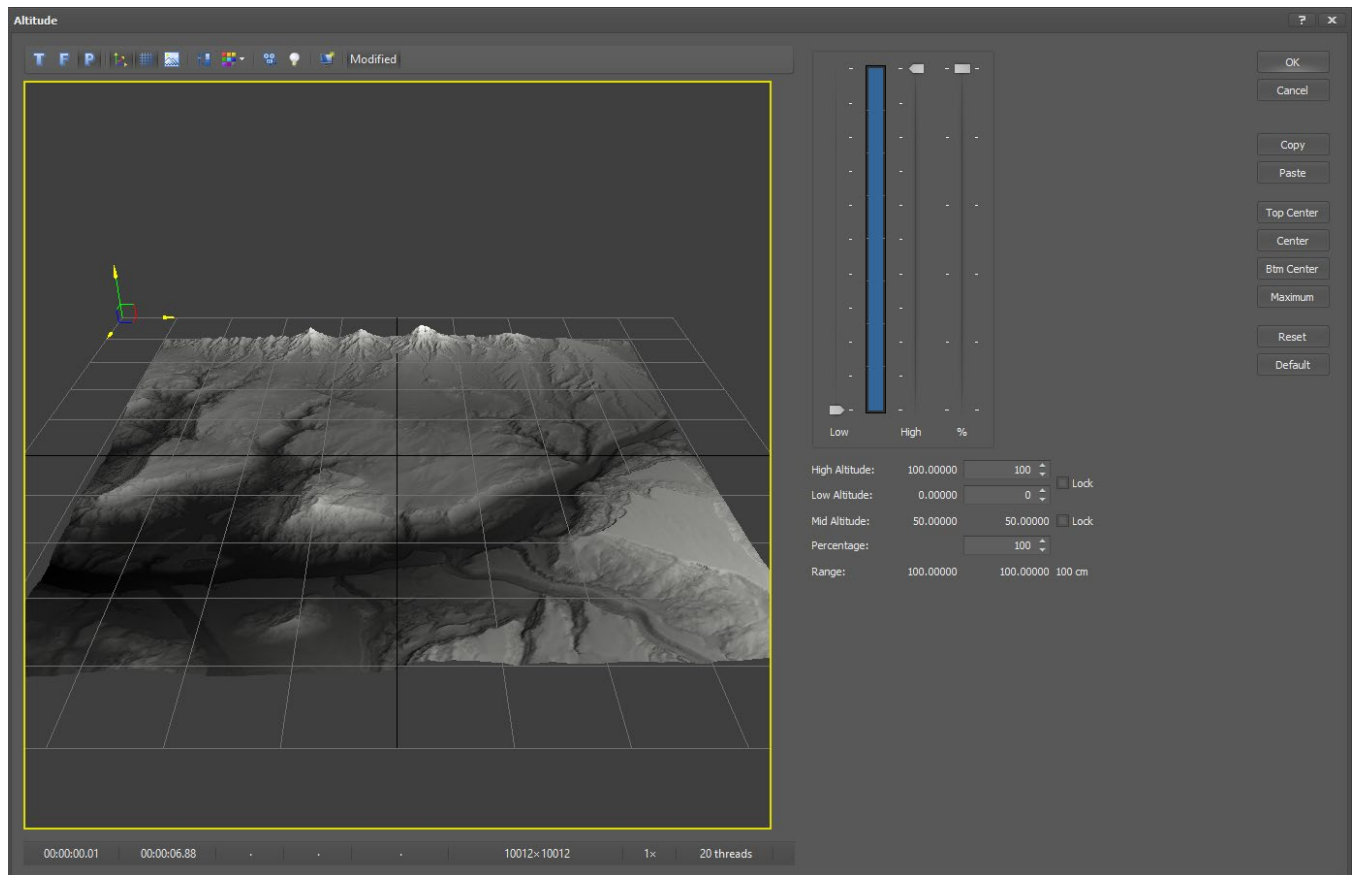 Altitude
? x
T F P Modified
OK
Cancel
Copy
Paste
Top Center
Center
Btm Center
Maximum
Reset
Default
Low High %
High Altitude: 100.00000 100
Lock
Low Altitude: 0.00000 0
Mid Altitude: 50.00000 50.00000 Lock
Percentage: 100
Range: 100.00000 100.00000 100 cm
00:00:00.01 00:00:06.88 . . . 10012×10012 1× 20 threads